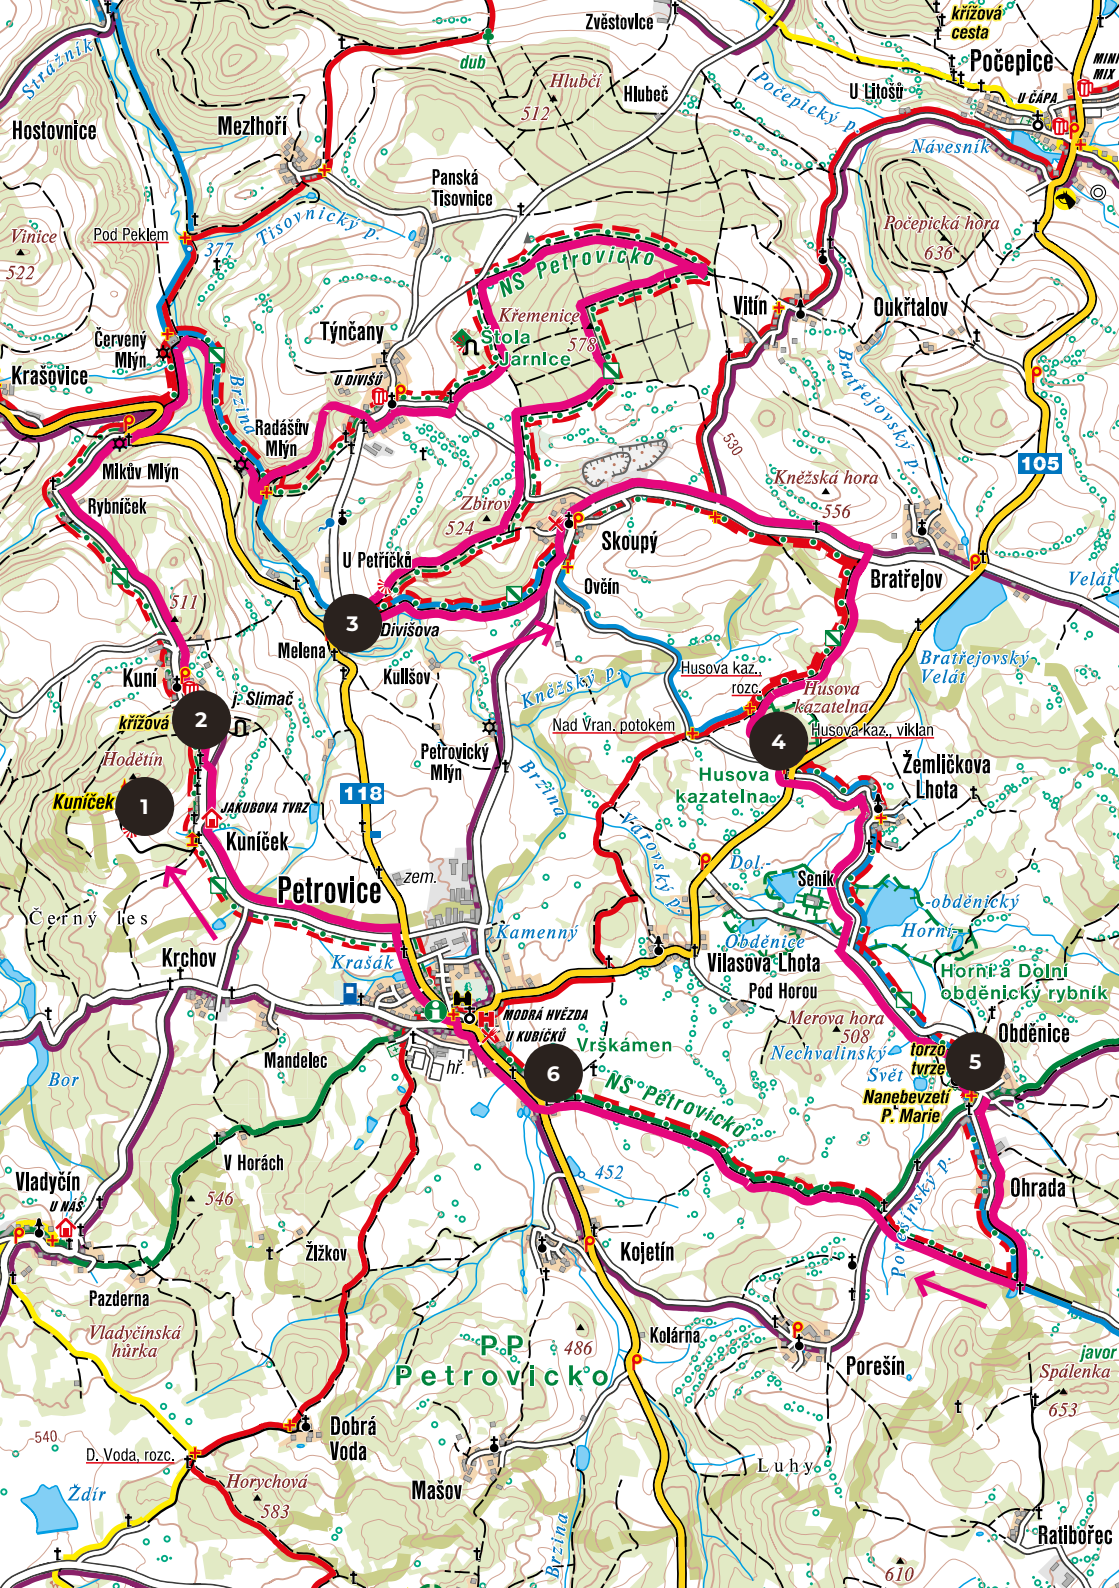 Zvěstovice
křížová
cesta
Počepice
MINI
MIX
Strážník
dub
Hlubčí
512
Hlubeč
Počepický p.
U Litošů
U ČÁPA
Hostovnice
Mezihoří
Návesník
Panská
Tisovnice
Vinice
522
Pod Peklem
377
Tisovnický p.
Počepická hora
636
NS Petrovicko
Křemenice
578
Vitín
Oukřtalov
Týnčany
Štola
Jarnice
Červený
Mlýn
Krašovice
U DIVIŠŮ
Brzina
Radášův
Mlýn
Bratřejovský p.
530
105
Mikův Mlýn
Rybníček
Zbirov
524
Kněžská hora
556
Skoupý
U Petříčků
Ovčín
Bratřejov
Velát
511
3
Divišova
Melena
Kuní
Kněžský p.
Kulišov
Husova kaz.,
rozc.
Husova
kazatelna
Bratřejovský
Velát
j. Slimač
2
křížová
Nad Vran. potokem
4
Husova kaz., viklan
Hodětín
Petrovický
Mlýn
Brzina
Husova
kazatelna
Žemličkova
Lhota
Kuníček
1
118
JAKUBOVA TVRZ
Kuníček
Vanovský p.
Dol.-
Petrovice
zem.
Seník
Černý les
-obděnický
Kamenný
Obděnice
Horní-
Krchov
Krašák
Vilasova Lhota
Horní a Dolní
obděnický rybník
Pod Horou
MODRÁ HVĚZDA
U KUBÍČKŮ
Merova hora
508
Obděnice
Mandelec
Vrškámen
Nechvalínský
Svět
torzo
tvrze
5
Bor
hř.
6
NS Petrovicko
Nanebevzetí
P. Marie
V Horách
452
Vladyčín
U NÁS
546
Porešínský p.
Ohrada
Žižkov
Kojetín
Pazderna
Vladyčínská
hůrka
Kolárna
PP
Petrovicko
486
Porešín
javor
Spálenka
653
540
D. Voda, rozc.
Dobrá
Voda
Luhy
Ždír
Horychová
583
Mašov
Brzina
Ratibořec
610